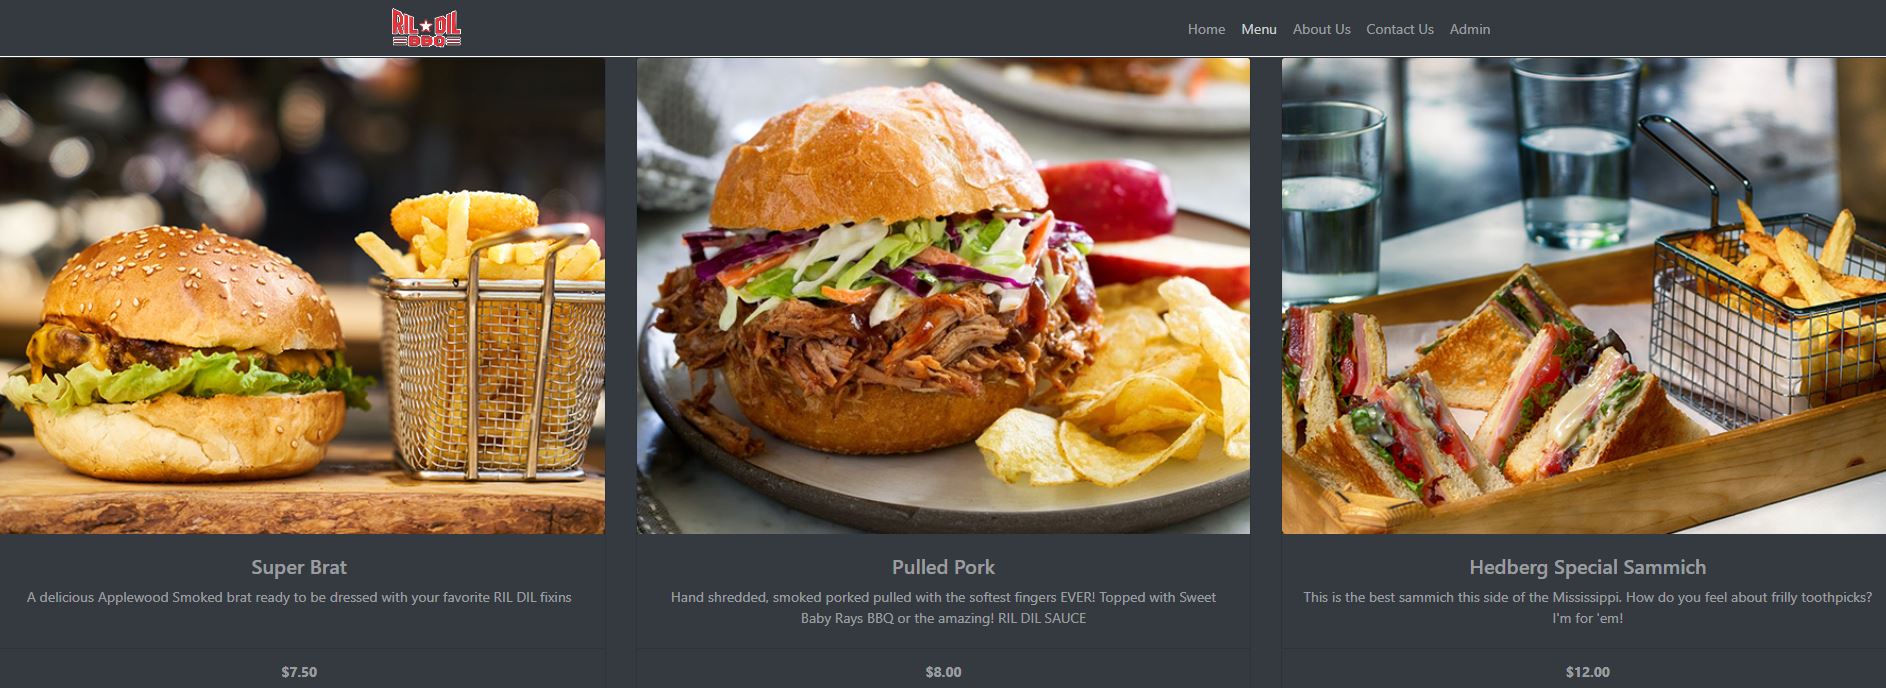 RIL★DIL
BBQ
Home Menu About Us Contact Us Admin
Super Brat
A delicious Applewood Smoked brat ready to be dressed with your favorite RIL DIL fixins
$7.50
Pulled Pork
Hand shredded, smoked porked pulled with the softest fingers EVER! Topped with Sweet
Baby Rays BBQ or the amazing! RIL DIL SAUCE
$8.00
Hedberg Special Sammich
This is the best sammich this side of the Mississippi. How do you feel about frilly toothpicks?
I'm for 'em!
$12.00